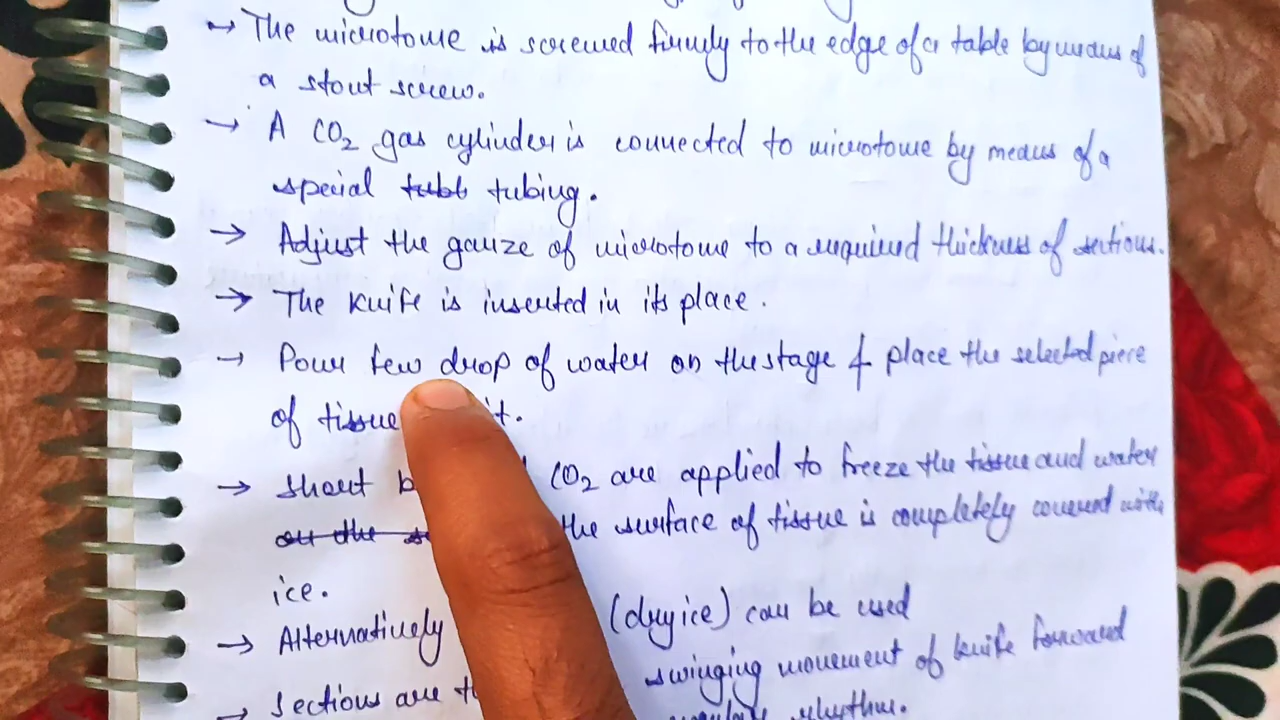 → The microtome is screwed firmly to the edge of a table by means of
a stout screw.
→ A CO₂ gas cylinder is connected to microtome by means of a
special tubb tubing.
→ Adjust the gauze of microtome to a required thickness of sections.
→ The knife is inserted in its place.
→ Pour few drop of water on the stage & place the selected piece
of tissue it.
→ Short CO₂ are applied to freeze the tissue and water
on the the surface of tissue is completely covered with
ice.
→ Alternatively (dry ice) can be used
→ Sections are swinging movement of knife forward
rhythm.